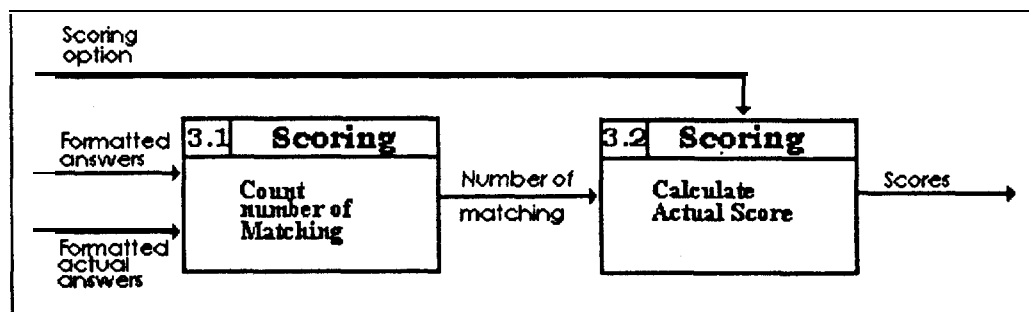 Scoring
option
Formatted
answers
3.1 Scoring
Count
number of
Matching
Formatted
actual
answers
Number of
matching
3.2 Scoring
Calculate
Actual Score
Scores